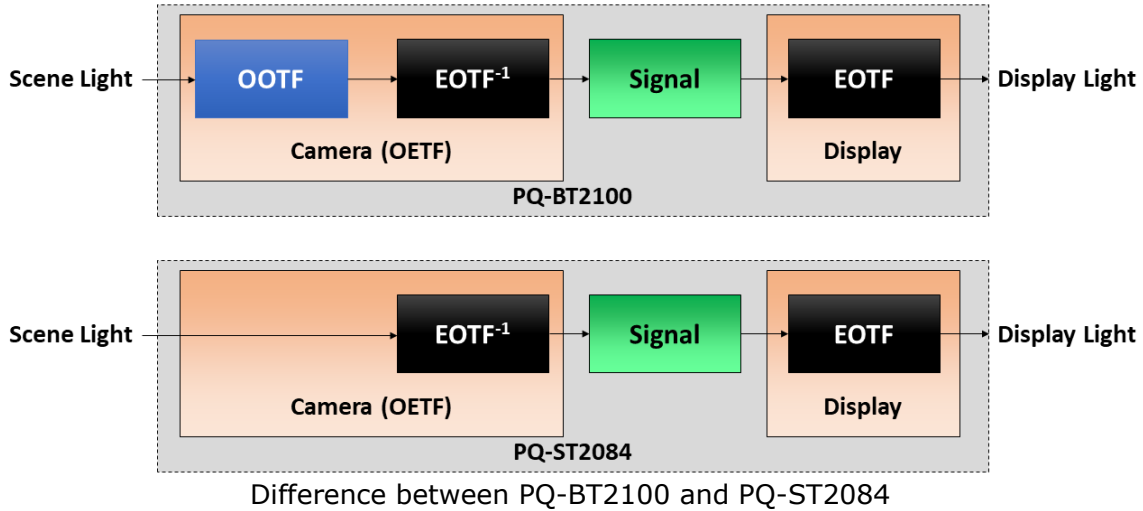 Scene Light
OOTF
EOTF-1
Signal
EOTF
Display Light
Camera (OETF)
Display
PQ-BT2100
Scene Light
EOTF-1
Signal
EOTF
Display Light
Camera (OETF)
Display
PQ-ST2084
Difference between PQ-BT2100 and PQ-ST2084